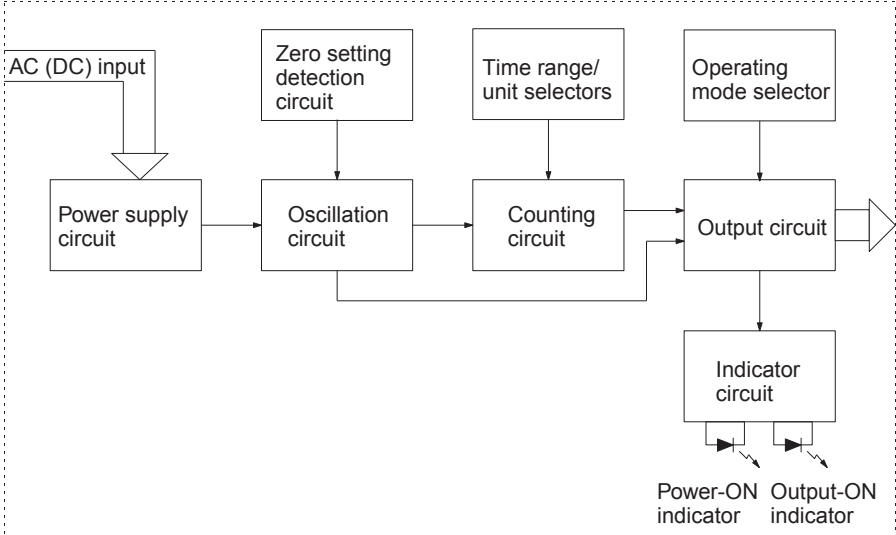 AC (DC) input
Zero setting
detection
circuit
Time range/
unit selectors
Operating
mode selector
Power supply
circuit
Oscillation
circuit
Counting
circuit
Output circuit
Indicator
circuit
Power-ON
indicator
Output-ON
indicator